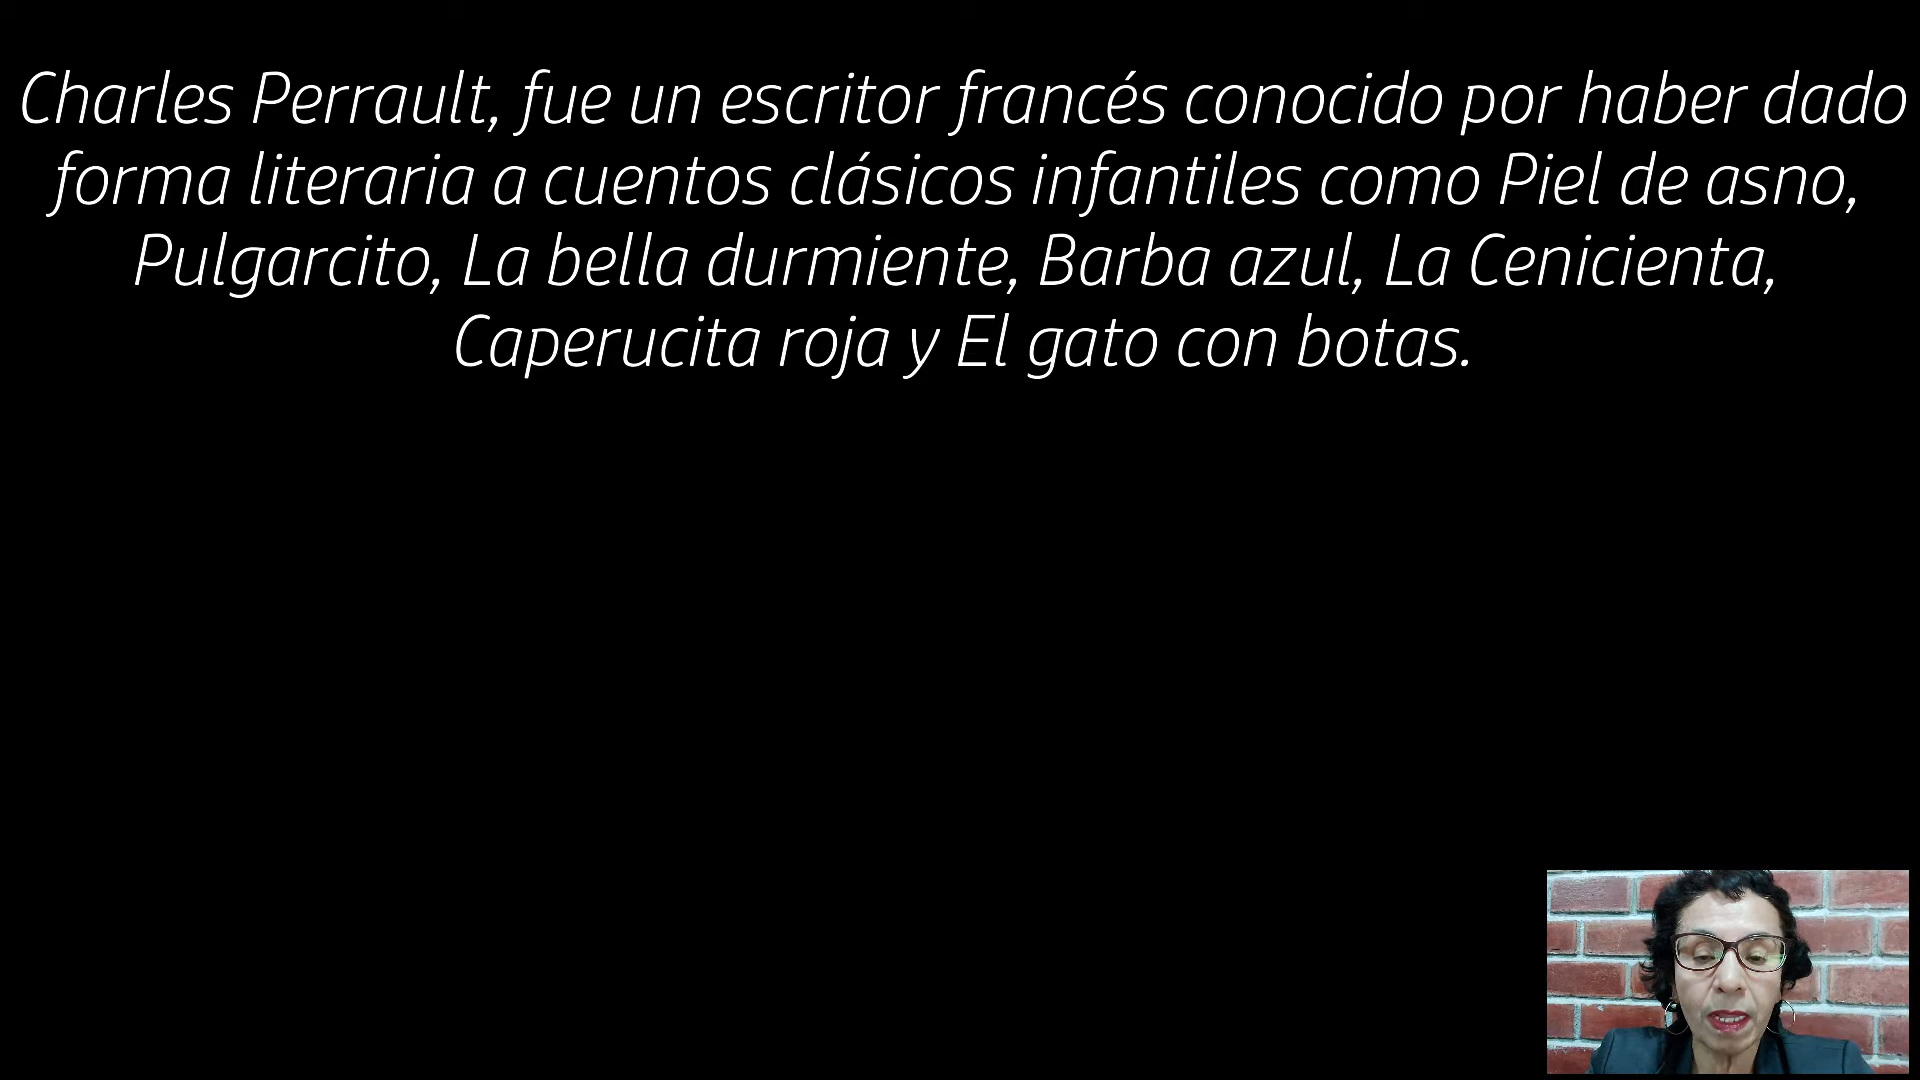 Charles Perrault, fue un escritor francés conocido por haber dado
forma literaria a cuentos clásicos infantiles como Piel de asno,
Pulgarcito, La bella durmiente, Barba azul, La Cenicienta,
Caperucita roja y El gato con botas.